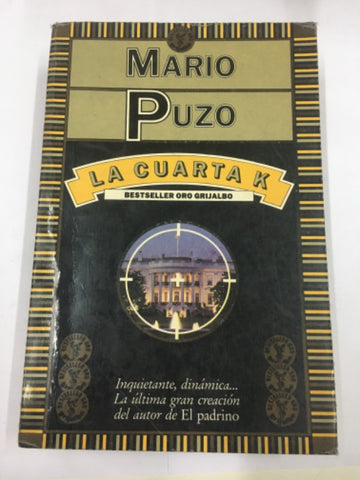 MARIO
PUZO
LA CUARTA K
BESTSELLER ORO GRIJALBO
Inquietante, dinámica...
La última gran creación
del autor de El padrino